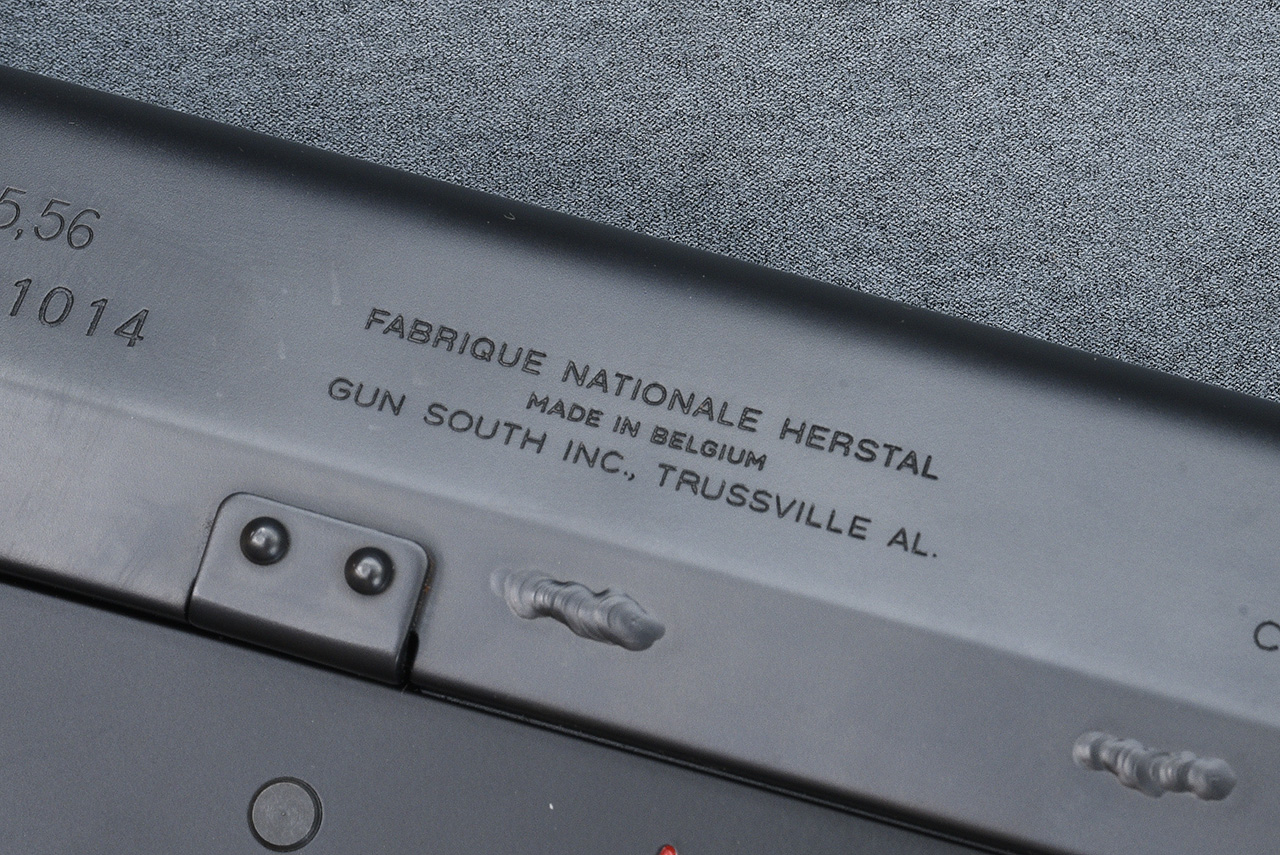 5,56
1014
FABRIQUE NATIONALE HERSTAL
MADE IN BELGIUM
GUN SOUTH INC., TRUSSVILLE AL.
C